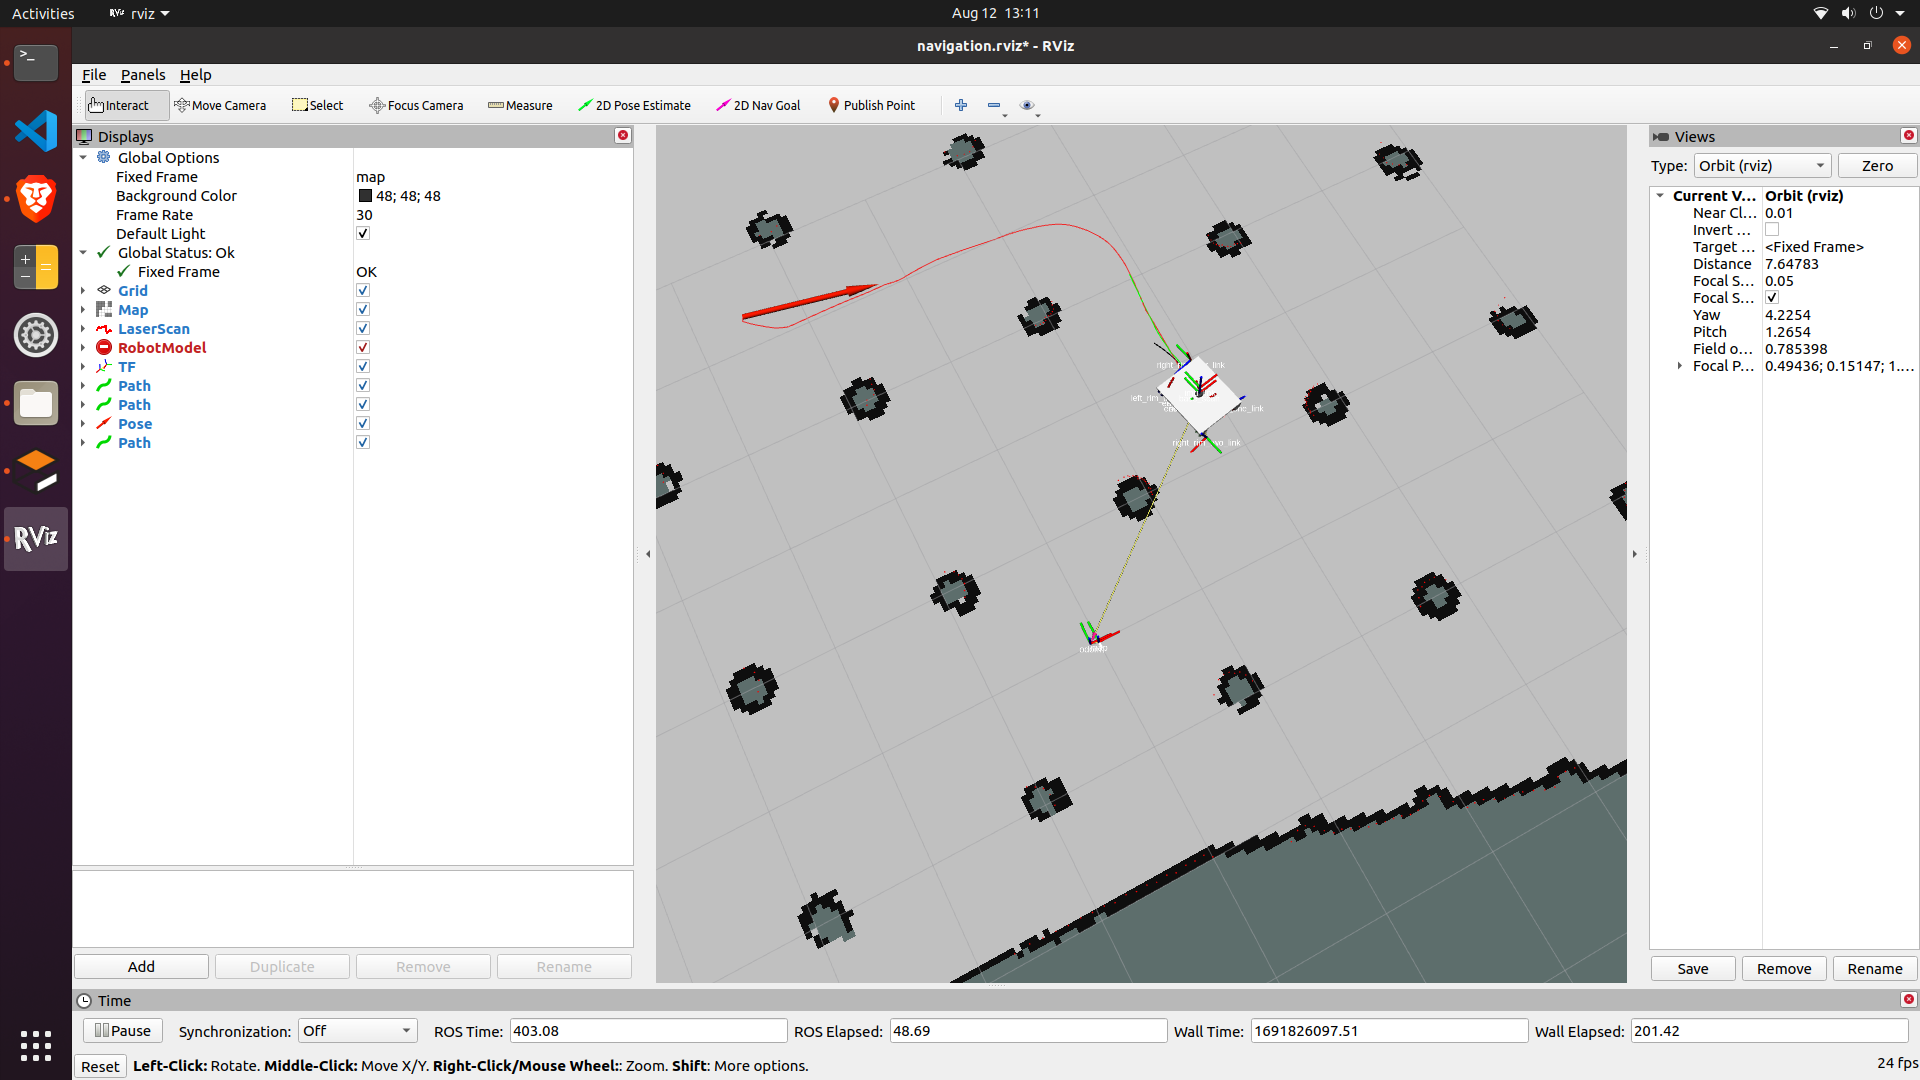 Activities
rviz
Aug 12 13:11
navigation.rviz* - RViz
File Panels Help
Interact Move Camera Select Focus Camera Measure 2D Pose Estimate 2D Nav Goal Publish Point
Displays
Global Options
Fixed Frame map
Background Color 48; 48; 48
Frame Rate 30
Default Light
Global Status: Ok
Fixed Frame OK
Grid
Map
LaserScan
RobotModel
TF
Path
Path
Pose
Path
Add Duplicate Remove Rename
Views
Type: Orbit (rviz) Zero
Current V... Orbit (rviz)
Near Cl... 0.01
Invert ...
Target ... <Fixed Frame>
Distance 7.64783
Focal S... 0.05
Focal S...
Yaw 4.2254
Pitch 1.2654
Field o... 0.785398
Focal P... 0.49436; 0.15147; 1....
Save Remove Rename
RViz
Time
Pause Synchronization: Off ROS Time: 403.08 ROS Elapsed: 48.69 Wall Time: 1691826097.51 Wall Elapsed: 201.42
Reset Left-Click: Rotate. Middle-Click: Move X/Y. Right-Click/Mouse Wheel:: Zoom. Shift: More options. 24 fps